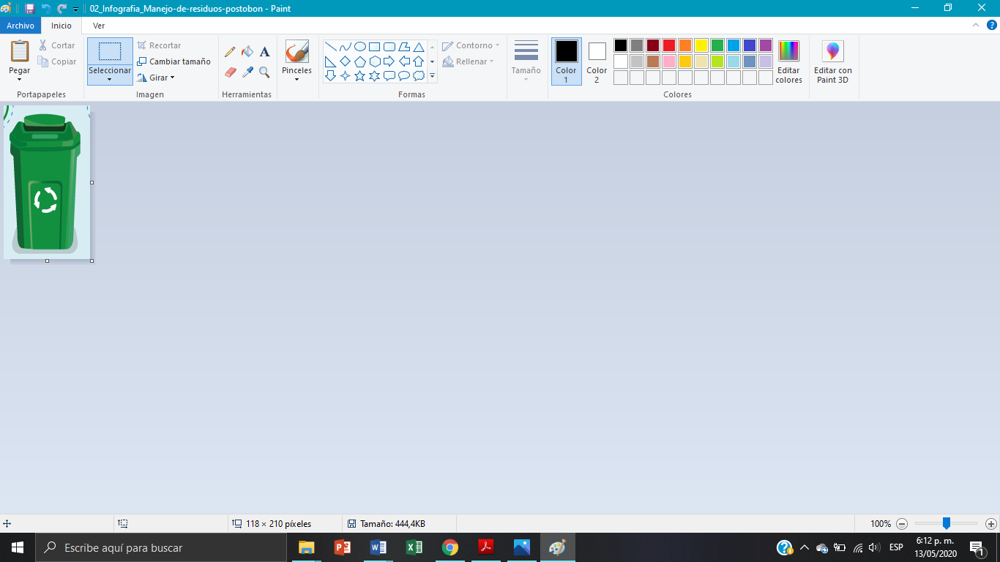 02_Infografia_Manejo-de-residuos-postobon - Paint
Archivo
Inicio
Ver
Pegar
Cortar
Copiar
Portapapeles
Seleccionar
Recortar
Cambiar tamaño
Girar
Imagen
A
Herramientas
Pinceles
Contorno
Rellenar
Formas
Tamaño
Color
1
Color
2
Editar
colores
Colores
Editar con
Paint 3D
118 × 210 píxeles
Tamaño: 444,4KB
100%
Escribe aquí para buscar
ESP
6:12 p. m.
13/05/2020
1